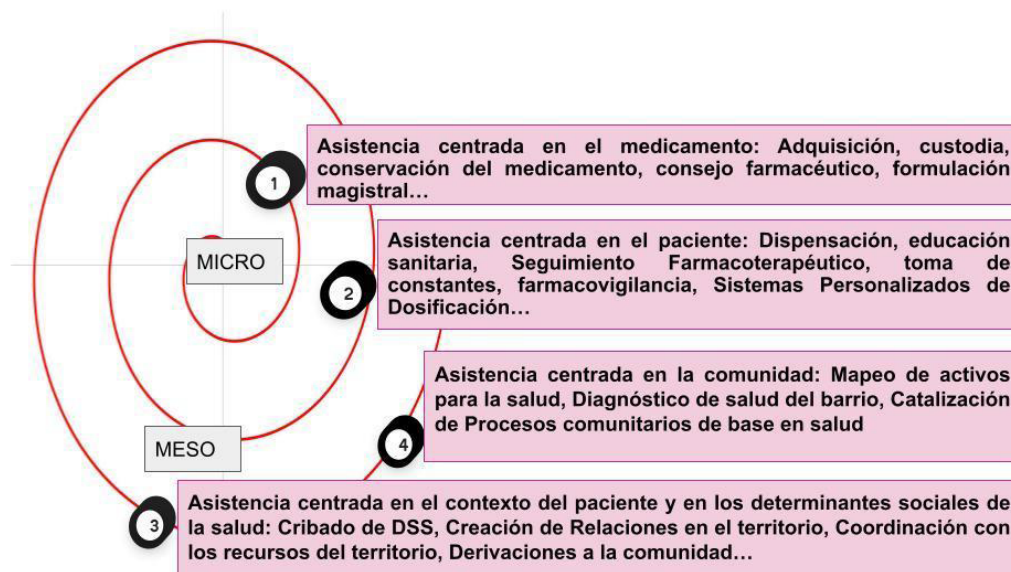 1
Asistencia centrada en el medicamento: Adquisición, custodia,
conservación del medicamento, consejo farmacéutico, formulación
magistral...
MICRO
2
Asistencia centrada en el paciente: Dispensación, educación
sanitaria, Seguimiento Farmacoterapéutico, toma de
constantes, farmacovigilancia, Sistemas Personalizados de
Dosificación...
4
Asistencia centrada en la comunidad: Mapeo de activos
para la salud, Diagnóstico de salud del barrio, Catalización
de Procesos comunitarios de base en salud
MESO
3
Asistencia centrada en el contexto del paciente y en los determinantes sociales de
la salud: Cribado de DSS, Creación de Relaciones en el territorio, Coordinación con
los recursos del territorio, Derivaciones a la comunidad...